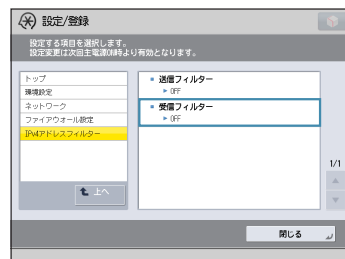 設定/登録
設定する項目を選択します。
設定変更は次回主電源ON時より有効となります。
トップ
環境設定
ネットワーク
ファイアウォール設定
IPv4アドレスフィルター
上へ
送信フィルター
OFF
受信フィルター
OFF
1/1
閉じる